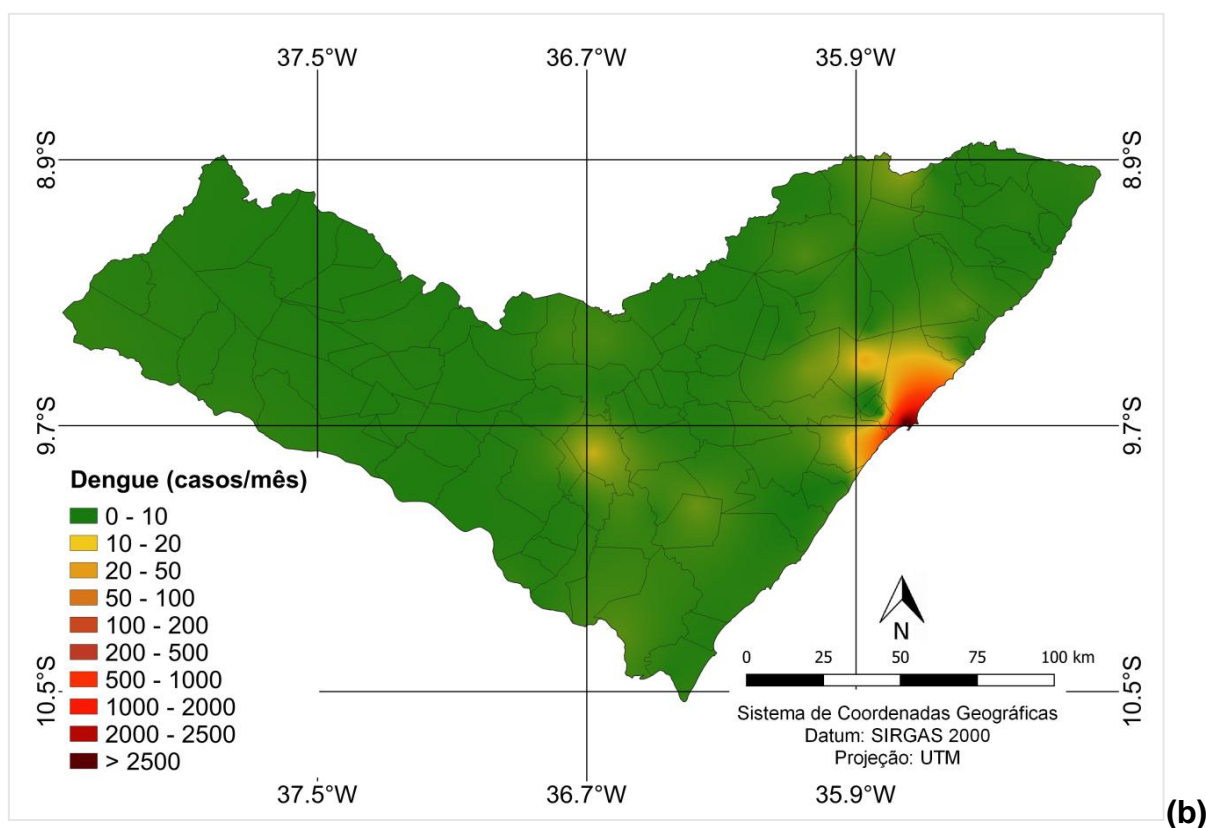 37.5°W 36.7°W 35.9°W
8.9°S 8.9°S
9.7°S 9.7°S
Dengue (casos/mês)
0 - 10
10 - 20
20 - 50
50 - 100
100 - 200
200 - 500
500 - 1000
1000 - 2000
2000 - 2500
> 2500
N
0 25 50 75 100 km
10.5°S 10.5°S
Sistema de Coordenadas Geográficas
Datum: SIRGAS 2000
Projeção: UTM
37.5°W 36.7°W 35.9°W
(b)